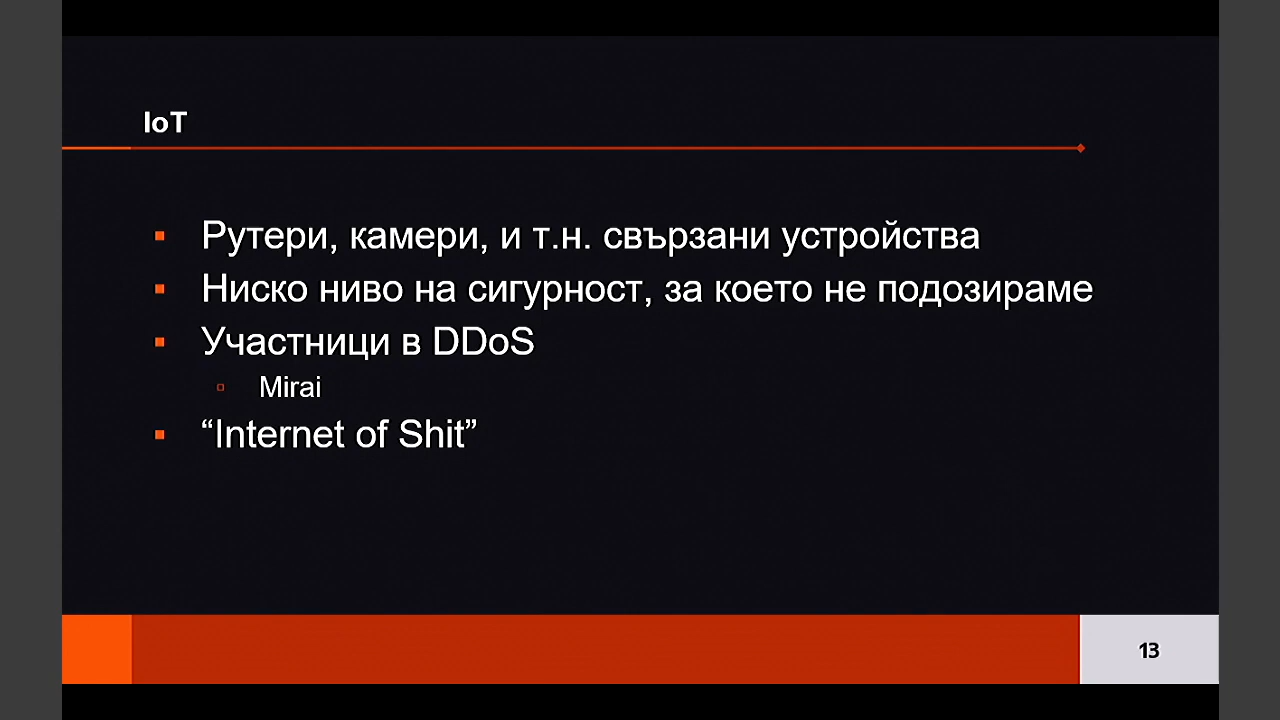 IoT
Рутери, камери, и т.н. свързани устройства
Ниско ниво на сигурност, за което не подозираме
Участници в DDoS
Mirai
“Internet of Shit”
13